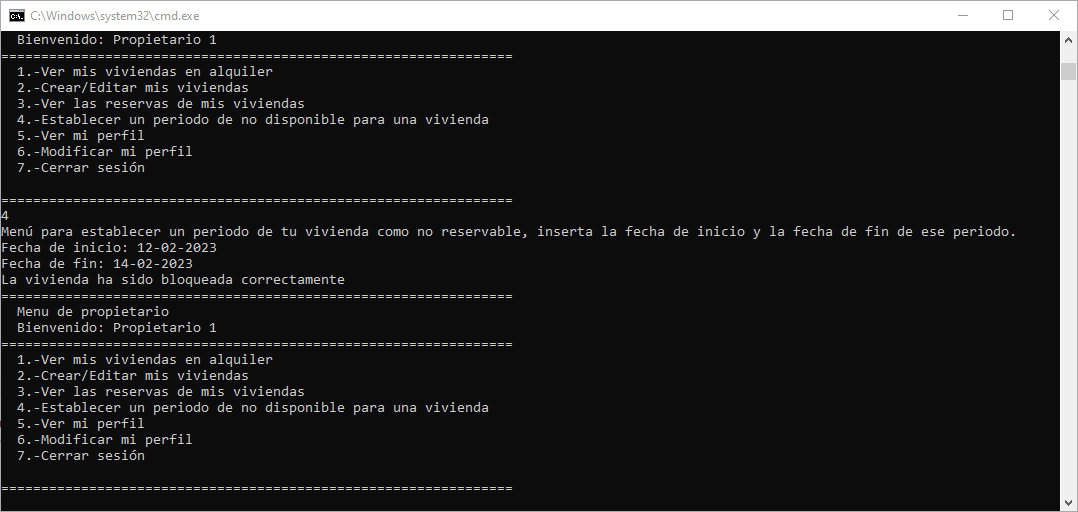 C:\Windows\system32\cmd.exe
Bienvenido: Propietario 1
================================================================
1.-Ver mis viviendas en alquiler
2.-Crear/Editar mis viviendas
3.-Ver las reservas de mis viviendas
4.-Establecer un periodo de no disponible para una vivienda
5.-Ver mi perfil
6.-Modificar mi perfil
7.-Cerrar sesión
================================================================
4
Menú para establecer un periodo de tu vivienda como no reservable, inserta la fecha de inicio y la fecha de fin de ese periodo.
Fecha de inicio: 12-02-2023
Fecha de fin: 14-02-2023
La vivienda ha sido bloqueada correctamente
================================================================
Menu de propietario
Bienvenido: Propietario 1
================================================================
1.-Ver mis viviendas en alquiler
2.-Crear/Editar mis viviendas
3.-Ver las reservas de mis viviendas
4.-Establecer un periodo de no disponible para una vivienda
5.-Ver mi perfil
6.-Modificar mi perfil
7.-Cerrar sesión
================================================================